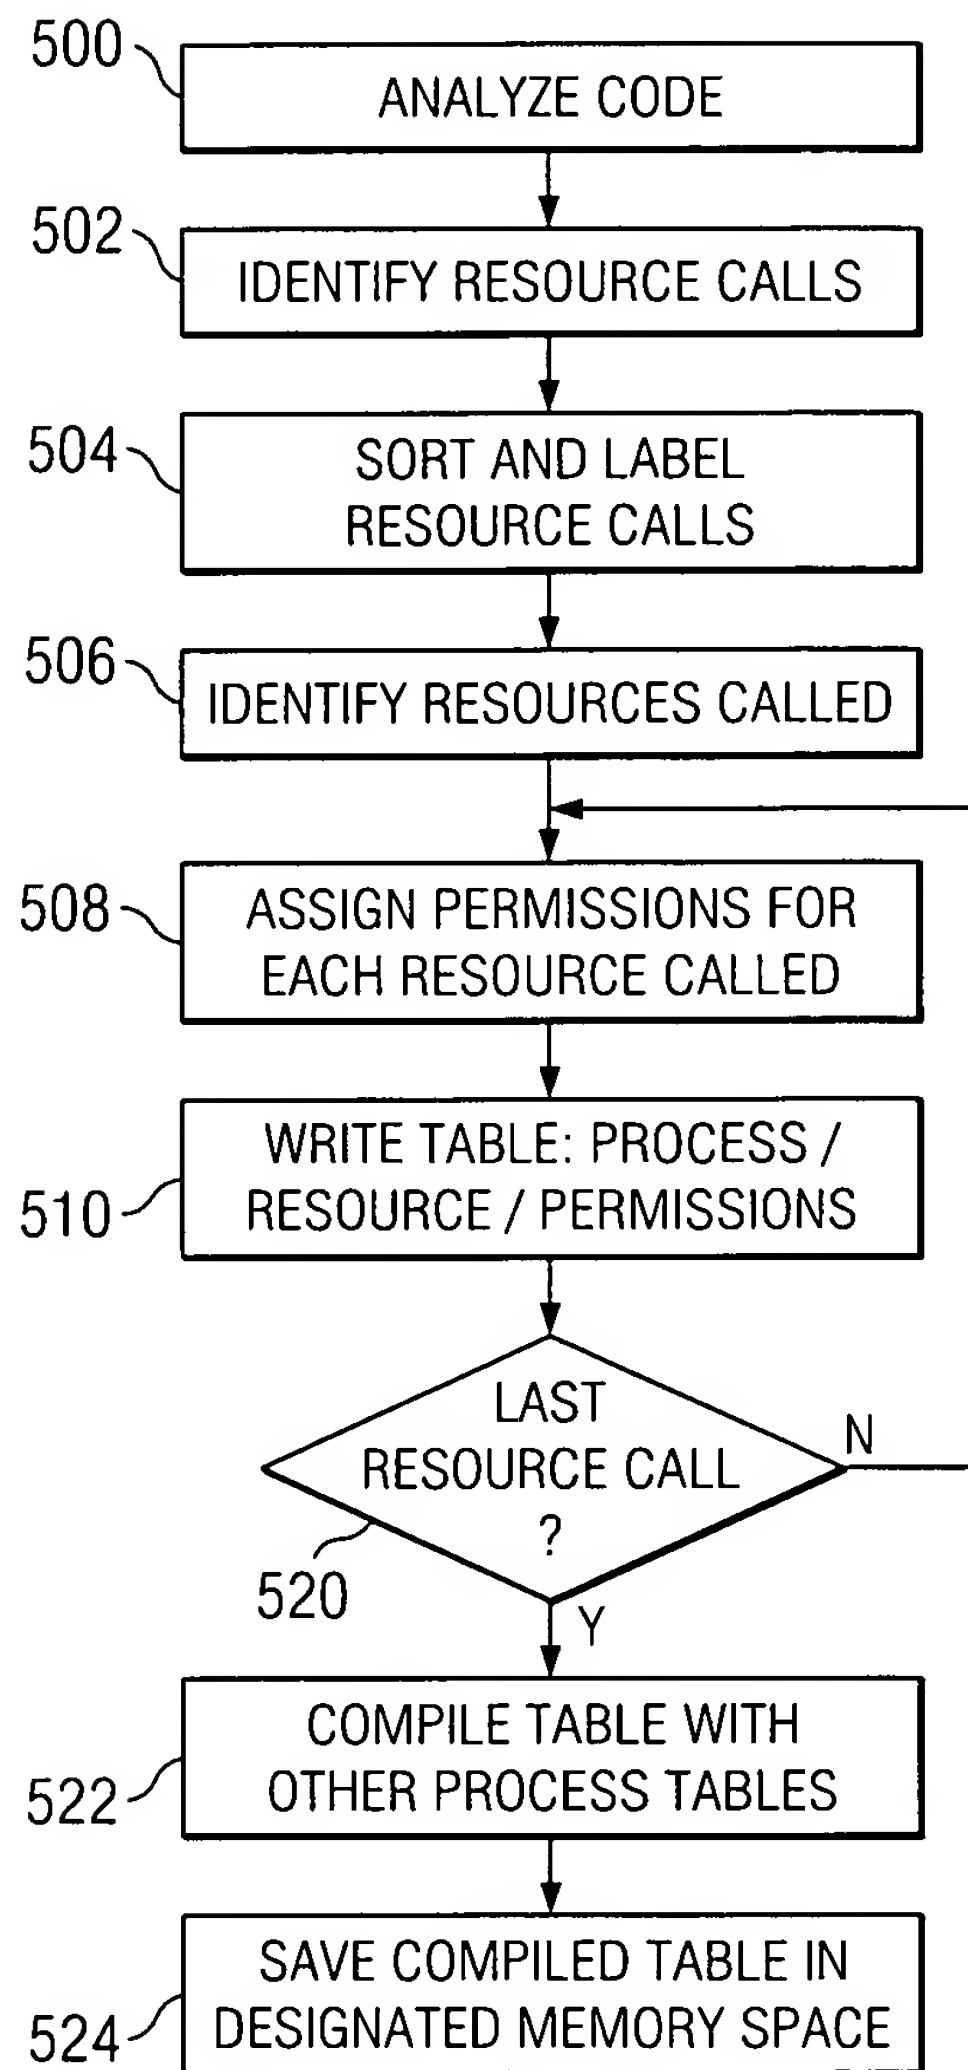 500
ANALYZE CODE
502
IDENTIFY RESOURCE CALLS
504
SORT AND LABEL
RESOURCE CALLS
506
IDENTIFY RESOURCES CALLED
508
ASSIGN PERMISSIONS FOR
EACH RESOURCE CALLED
510
WRITE TABLE: PROCESS /
RESOURCE / PERMISSIONS
LAST
RESOURCE CALL
?
N
520
Y
522
COMPILE TABLE WITH
OTHER PROCESS TABLES
524
SAVE COMPILED TABLE IN
DESIGNATED MEMORY SPACE